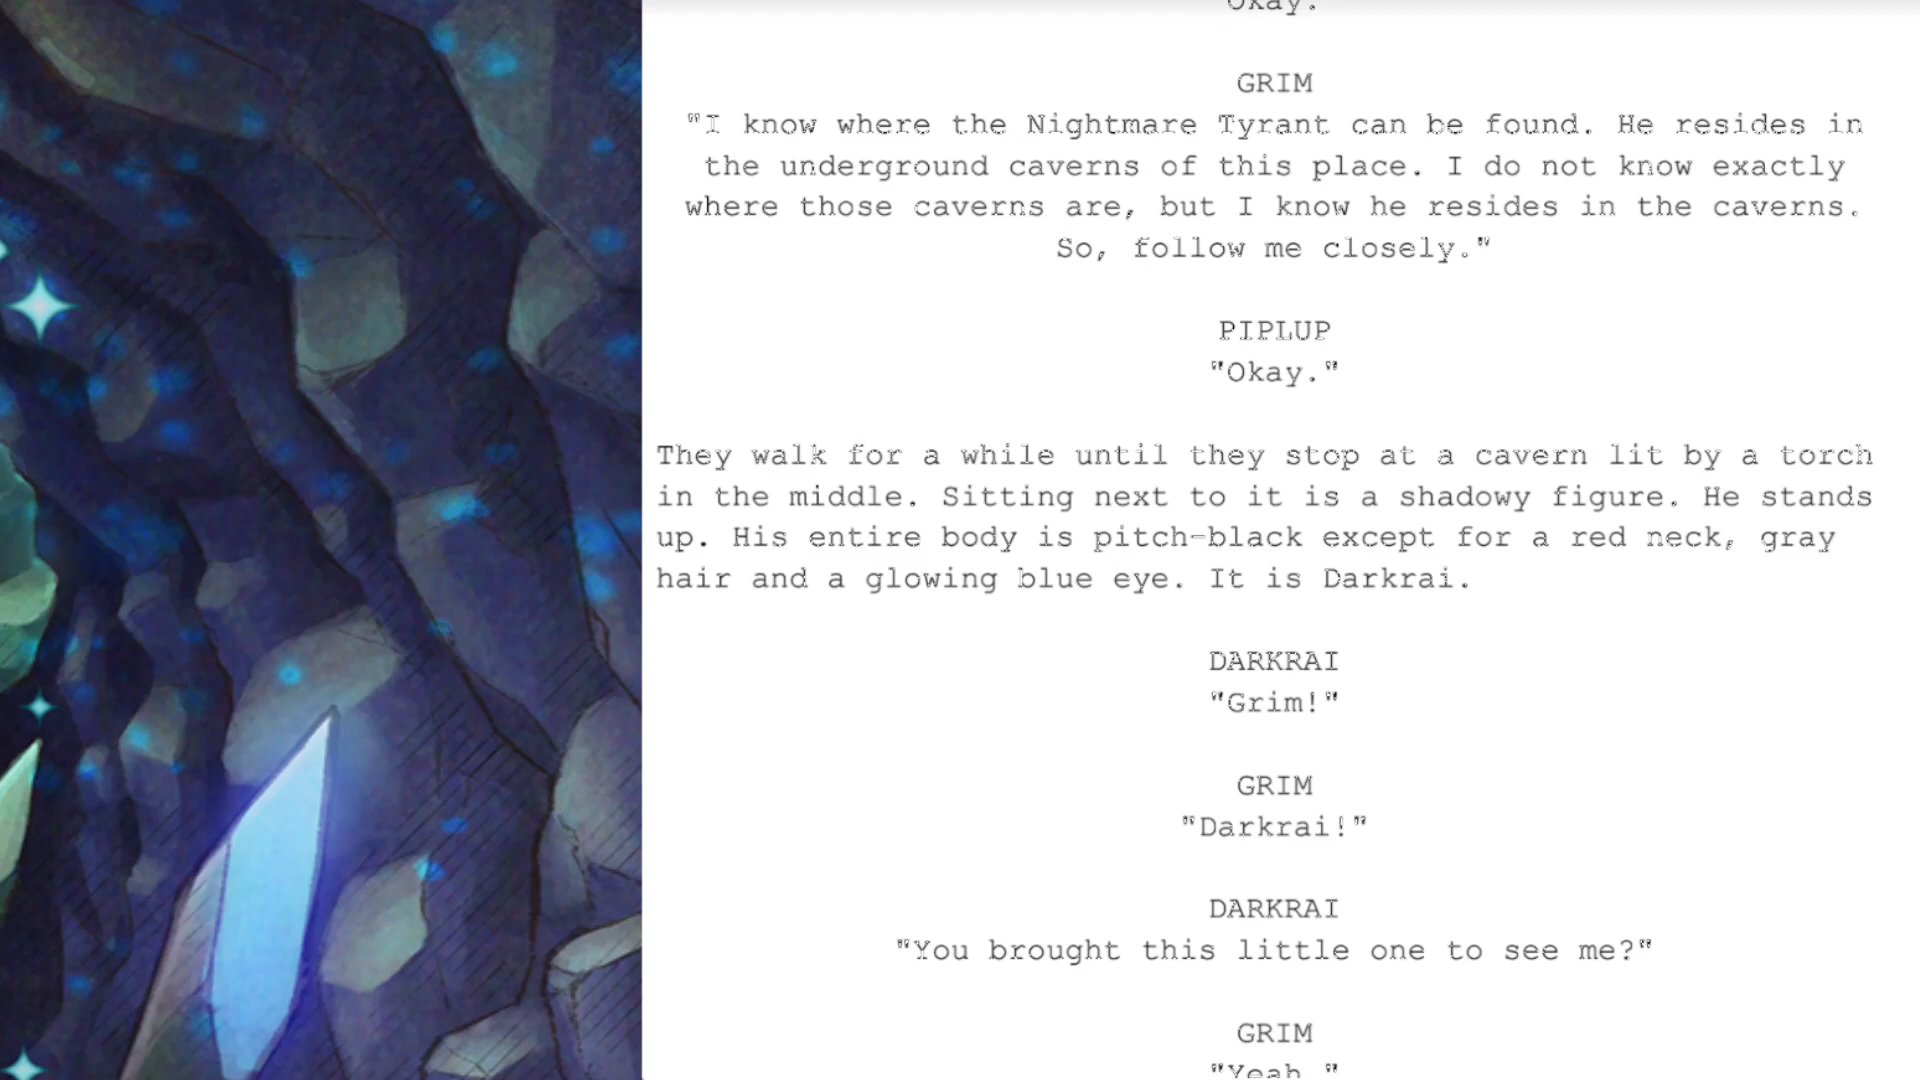 Okay.
GRIM
"I know where the Nightmare Tyrant can be found. He resides in
the underground caverns of this place. I do not know exactly
where those caverns are, but I know he resides in the caverns.
So, follow me closely."
PIPLUP
"Okay."
They walk for a while until they stop at a cavern lit by a torch
in the middle. Sitting next to it is a shadowy figure. He stands
up. His entire body is pitch-black except for a red neck, gray
hair and a glowing blue eye. It is Darkrai.
DARKRAI
"Grim!"
GRIM
"Darkrai!"
DARKRAI
"You brought this little one to see me?"
GRIM
"Yeah."